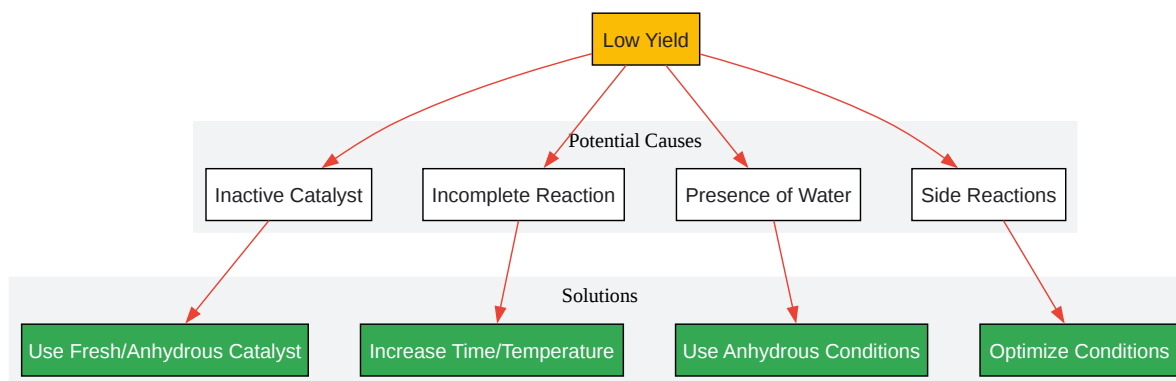 Low Yield
Potential Causes
Inactive Catalyst
Incomplete Reaction
Presence of Water
Side Reactions
Solutions
Use Fresh/Anhydrous Catalyst
Increase Time/Temperature
Use Anhydrous Conditions
Optimize Conditions